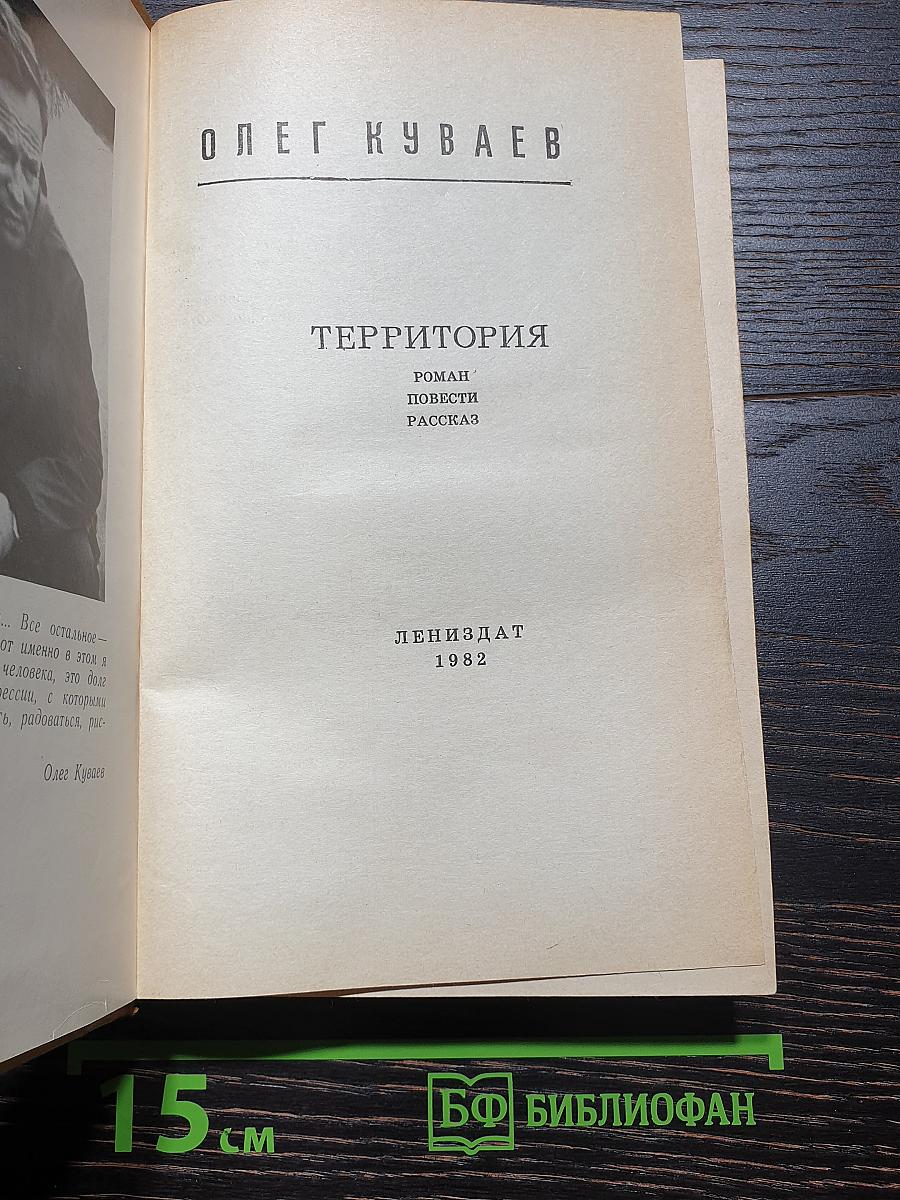 ОЛЕГ КУВАЕВ
ТЕРРИТОРИЯ
РОМАН
ПОВЕСТИ
РАССКАЗ
ЛЕНИЗДАТ
1982
... Все остальное —
именно в этом я
человека, это долг
с которыми
радоваться, рис-
Олег Куваев
15 см
БФ БИБЛИОФАН